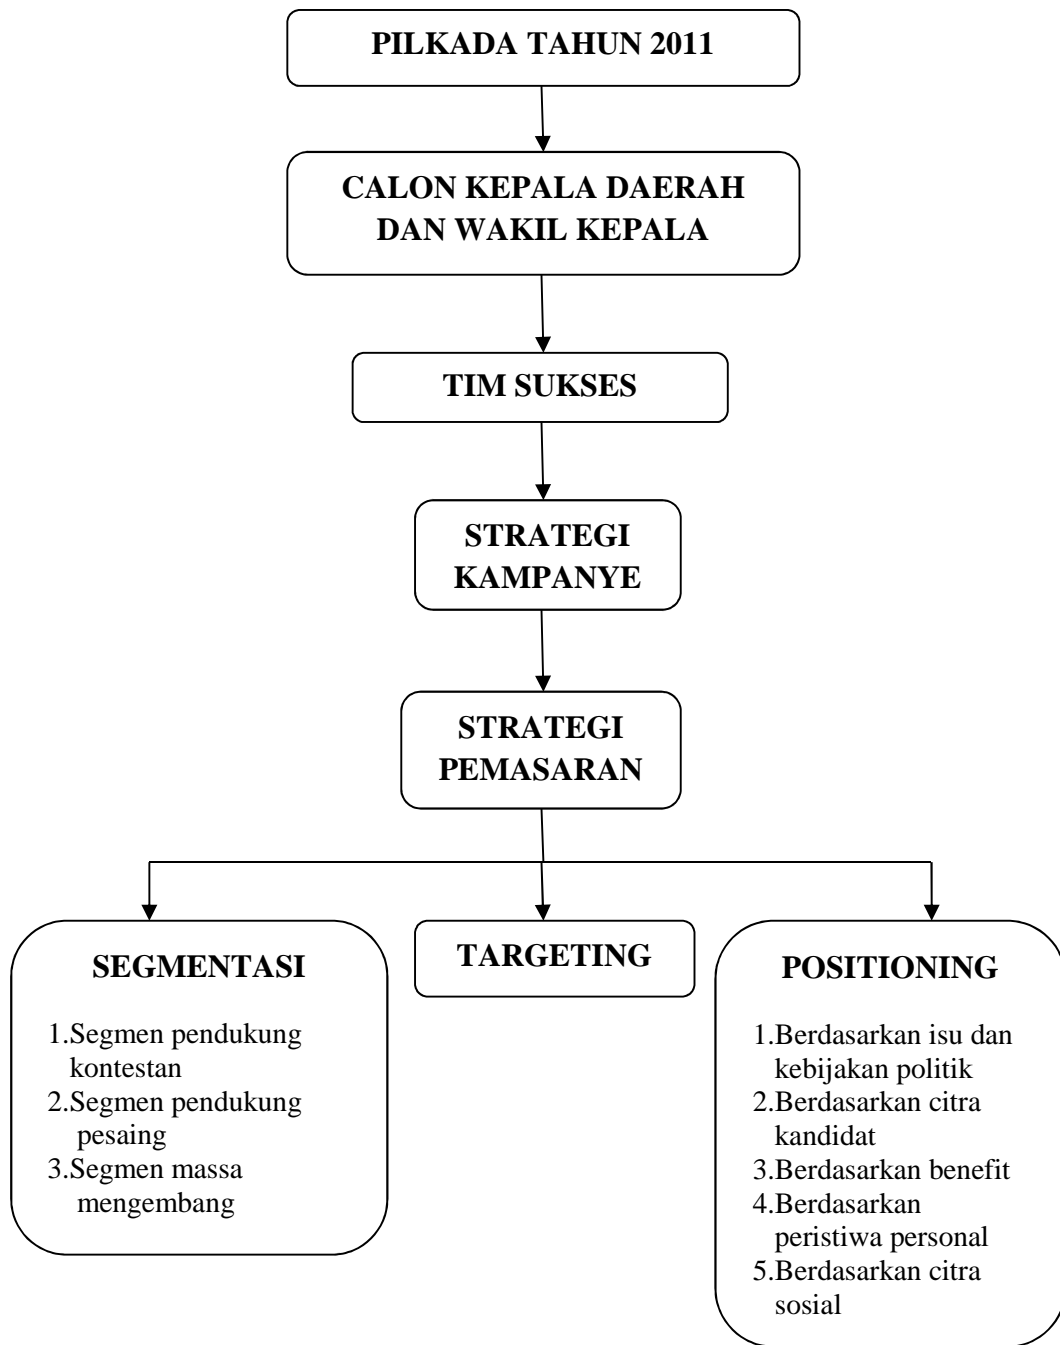 PILKADA TAHUN 2011
CALON KEPALA DAERAH
DAN WAKIL KEPALA
TIM SUKSES
STRATEGI
KAMPANYE
STRATEGI
PEMASARAN
SEGMENTASI
1.Segmen pendukung
kontestan
2.Segmen pendukung
pesaing
3.Segmen massa
mengembang
TARGETING
POSITIONING
1.Berdasarkan isu dan
kebijakan politik
2.Berdasarkan citra
kandidat
3.Berdasarkan benefit
4.Berdasarkan
peristiwa personal
5.Berdasarkan citra
sosial